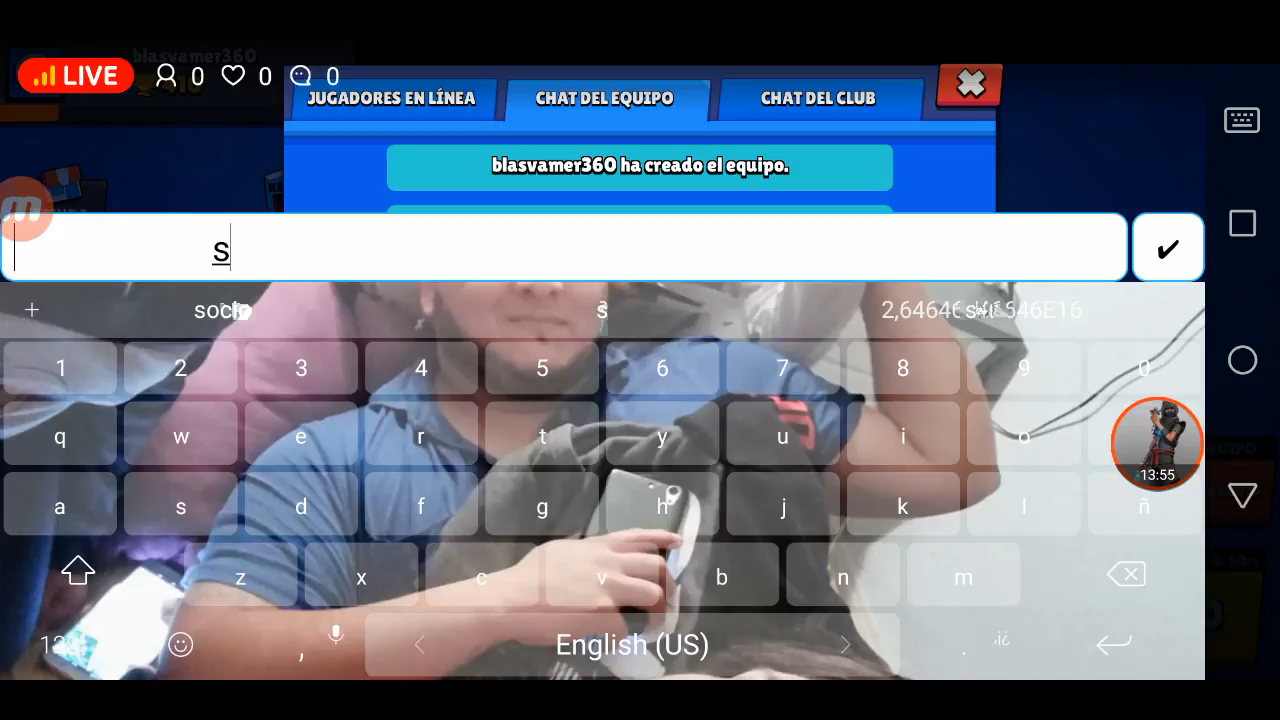 blasvamer360
LIVE 0 0 0
JUGADORES EN LÍNEA CHAT DEL EQUIPO CHAT DEL CLUB
blasvamer360 ha creado el equipo.
s
s
1 2 3 4 5 6 7 8 9 0
q w e r t y u i o
13:55
a s d f g h j k l ñ
z x c v b n m
, < English (US) > . ¡¿